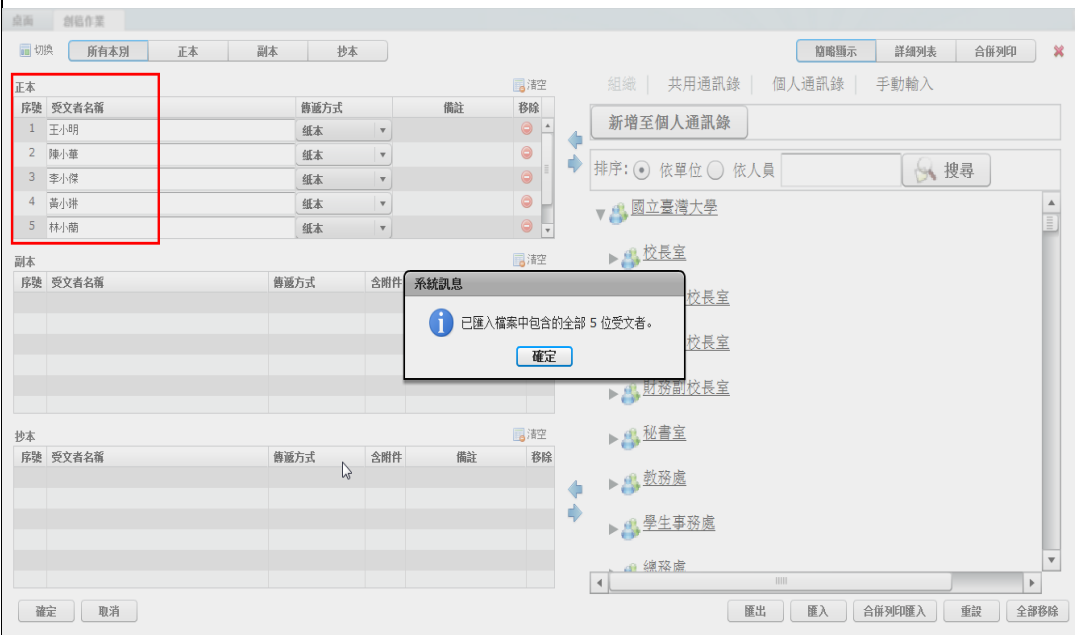 桌面 創稿作業
切換 所有本別 正本 副本 抄本 簡略顯示 詳細列表 合併列印
正本 清空
序號 受文者名稱 傳遞方式 備註 移除
1 王小明 紙本
2 陳小華 紙本
3 李小傑 紙本
4 黃小琳 紙本
5 林小蘭 紙本
副本 清空
序號 受文者名稱 傳遞方式 含附件
抄本 清空
序號 受文者名稱 傳遞方式 含附件 備註 移除
確定 取消
組織 共用通訊錄 個人通訊錄 手動輸入
新增至個人通訊錄
排序: 依單位 依人員 搜尋
國立臺灣大學
校長室
校長室
校長室
財務副校長室
秘書室
教務處
學生事務處
總務處
匯出 匯入 合併列印匯入 重設 全部移除
系統訊息
已匯入檔案中包含的全部 5 位受文者。
確定